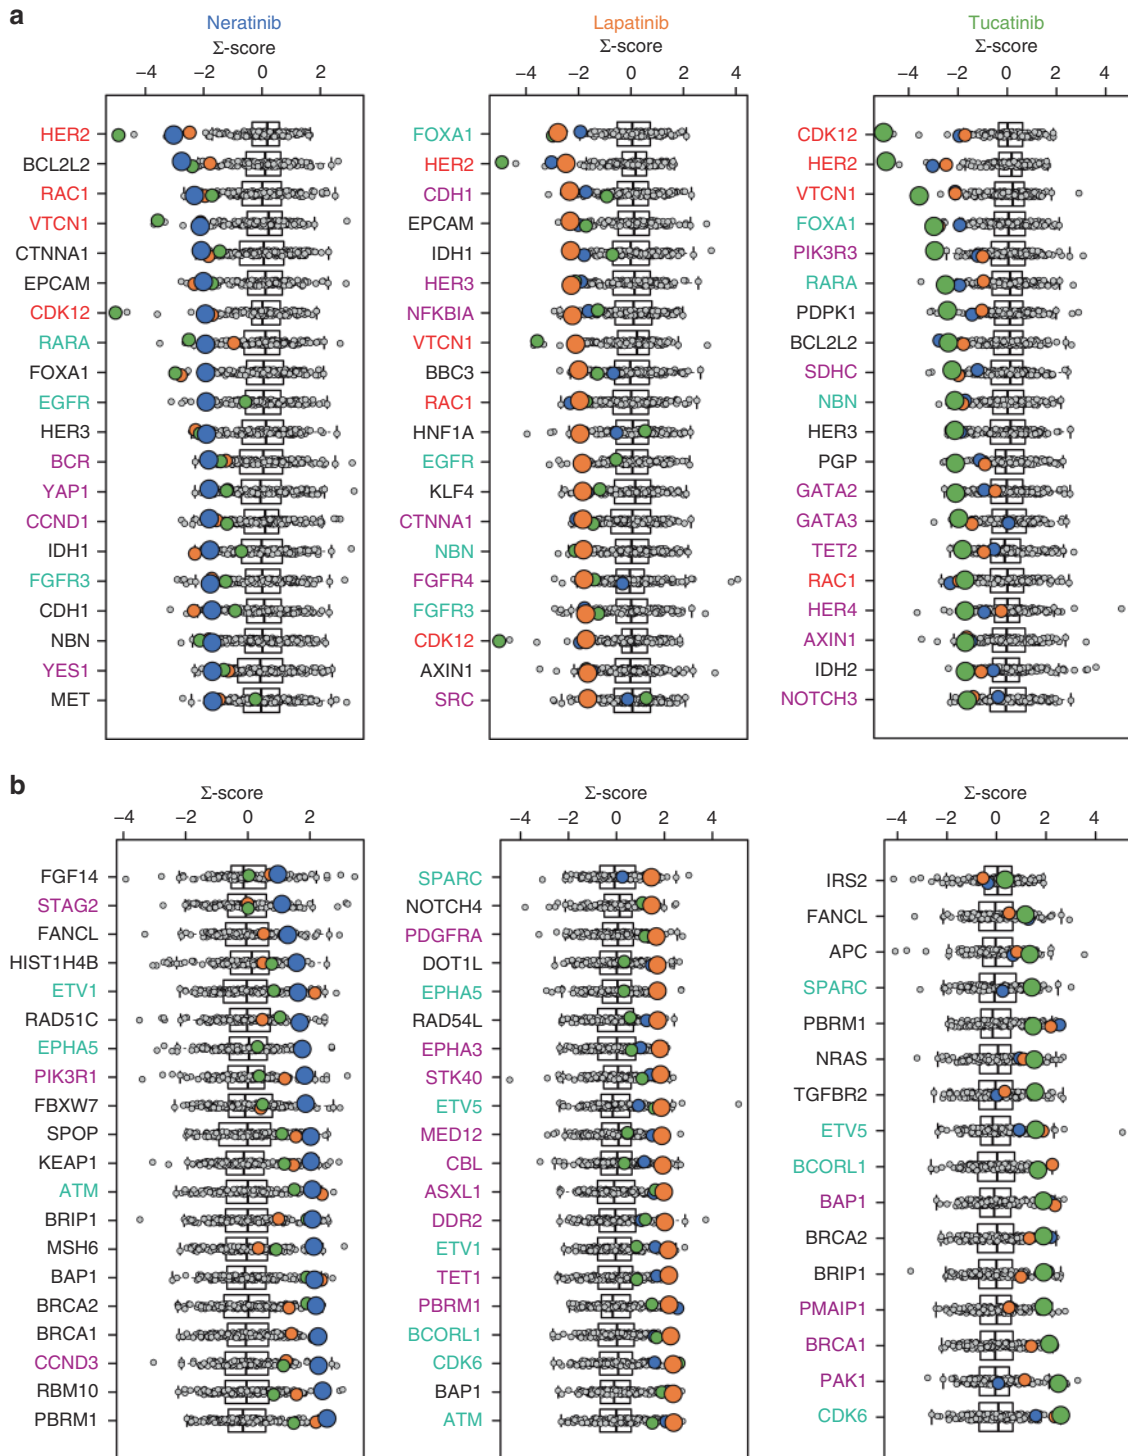 a
Neratinib
Σ-score
−4 −2 0 2
HER2
BCL2L2
RAC1
VTCN1
CTNNA1
EPCAM
CDK12
RARA
FOXA1
EGFR
HER3
BCR
YAP1
CCND1
IDH1
FGFR3
CDH1
NBN
YES1
MET
Lapatinib
Σ-score
−4 −2 0 2 4
FOXA1
HER2
CDH1
EPCAM
IDH1
HER3
NFKBIA
VTCN1
BBC3
RAC1
HNF1A
EGFR
KLF4
CTNNA1
NBN
FGFR4
FGFR3
CDK12
AXIN1
SRC
Tucatinib
Σ-score
−4 −2 0 2 4
CDK12
HER2
VTCN1
FOXA1
PIK3R3
RARA
PDPK1
BCL2L2
SDHC
NBN
HER3
PGP
GATA2
GATA3
TET2
RAC1
HER4
AXIN1
IDH2
NOTCH3
b
Σ-score
−4 −2 0 2
FGF14
STAG2
FANCL
HIST1H4B
ETV1
RAD51C
EPHA5
PIK3R1
FBXW7
SPOP
KEAP1
ATM
BRIP1
MSH6
BAP1
BRCA2
BRCA1
CCND3
RBM10
PBRM1
Σ-score
−4 −2 0 2 4
SPARC
NOTCH4
PDGFRA
DOT1L
EPHA5
RAD54L
EPHA3
STK40
ETV5
MED12
CBL
ASXL1
DDR2
ETV1
TET1
PBRM1
BCORL1
CDK6
BAP1
ATM
Σ-score
−4 −2 0 2 4
IRS2
FANCL
APC
SPARC
PBRM1
NRAS
TGFBR2
ETV5
BCORL1
BAP1
BRCA2
BRIP1
PMAIP1
BRCA1
PAK1
CDK6